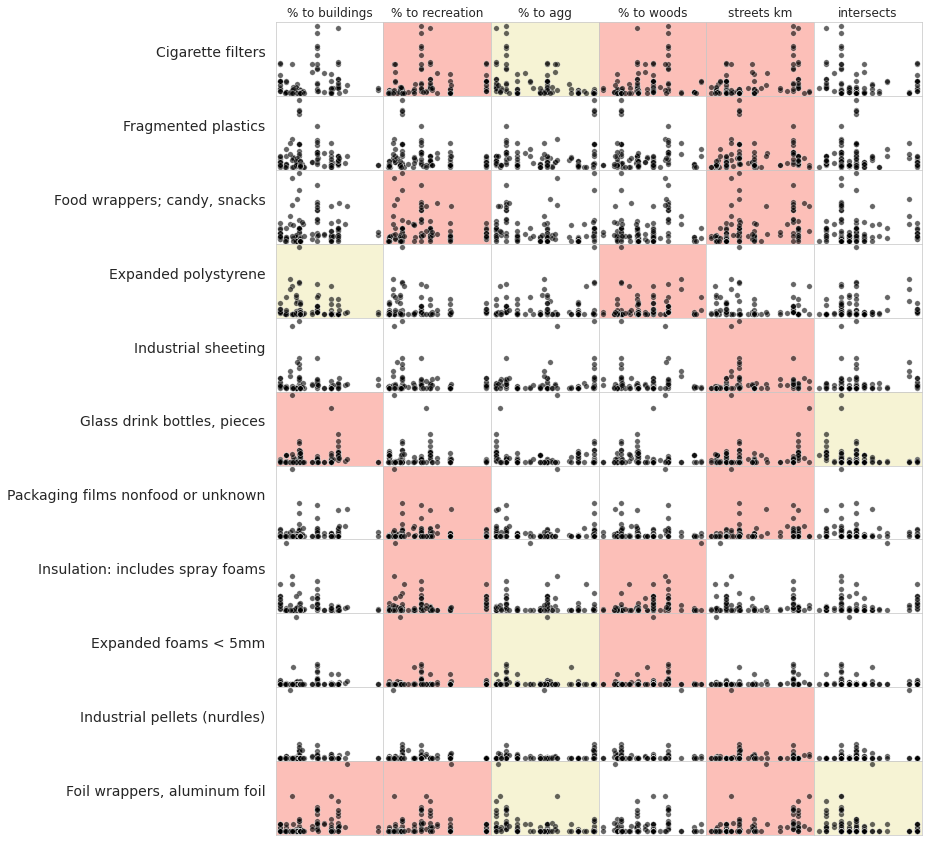 % to buildings % to recreation % to agg % to woods streets km intersects
Cigarette filters
Fragmented plastics
Food wrappers; candy, snacks
Expanded polystyrene
Industrial sheeting
Glass drink bottles, pieces
Packaging films nonfood or unknown
Insulation: includes spray foams
Expanded foams < 5mm
Industrial pellets (nurdles)
Foil wrappers, aluminum foil